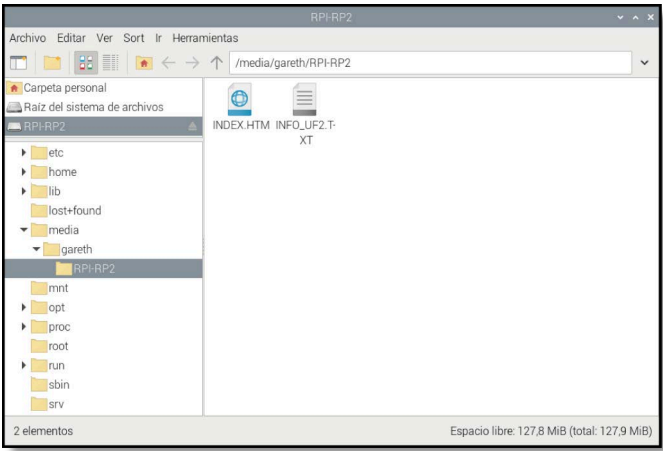 RPI-RP2
Archivo Editar Ver Sort Ir Herramientas
/media/gareth/RPI-RP2
Carpeta personal
Raíz del sistema de archivos
RPI-RP2
etc
home
lib
lost+found
media
gareth
RPI-RP2
mnt
opt
proc
root
run
sbin
srv
INDEX.HTM INFO_UF2.T-
XT
2 elementos Espacio libre: 127,8 MiB (total: 127,9 MiB)